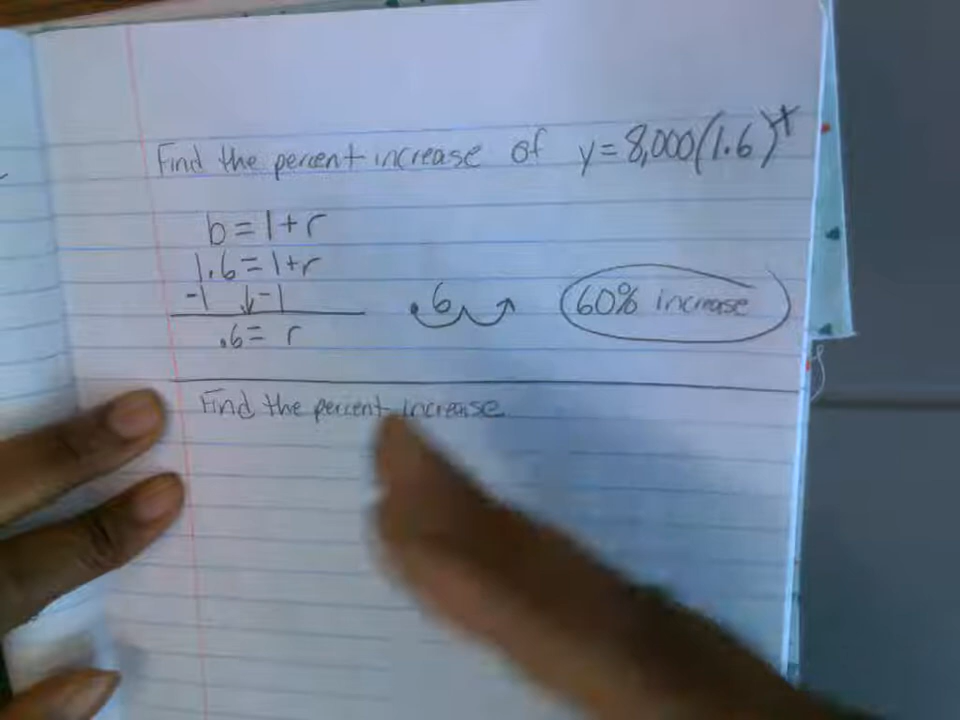 Find the percent increase of y=8,000(1.6)^x
b=1+r
1.6=1+r
-1 ↓-1
.6= r
.6
60% increase
Find the percent increase